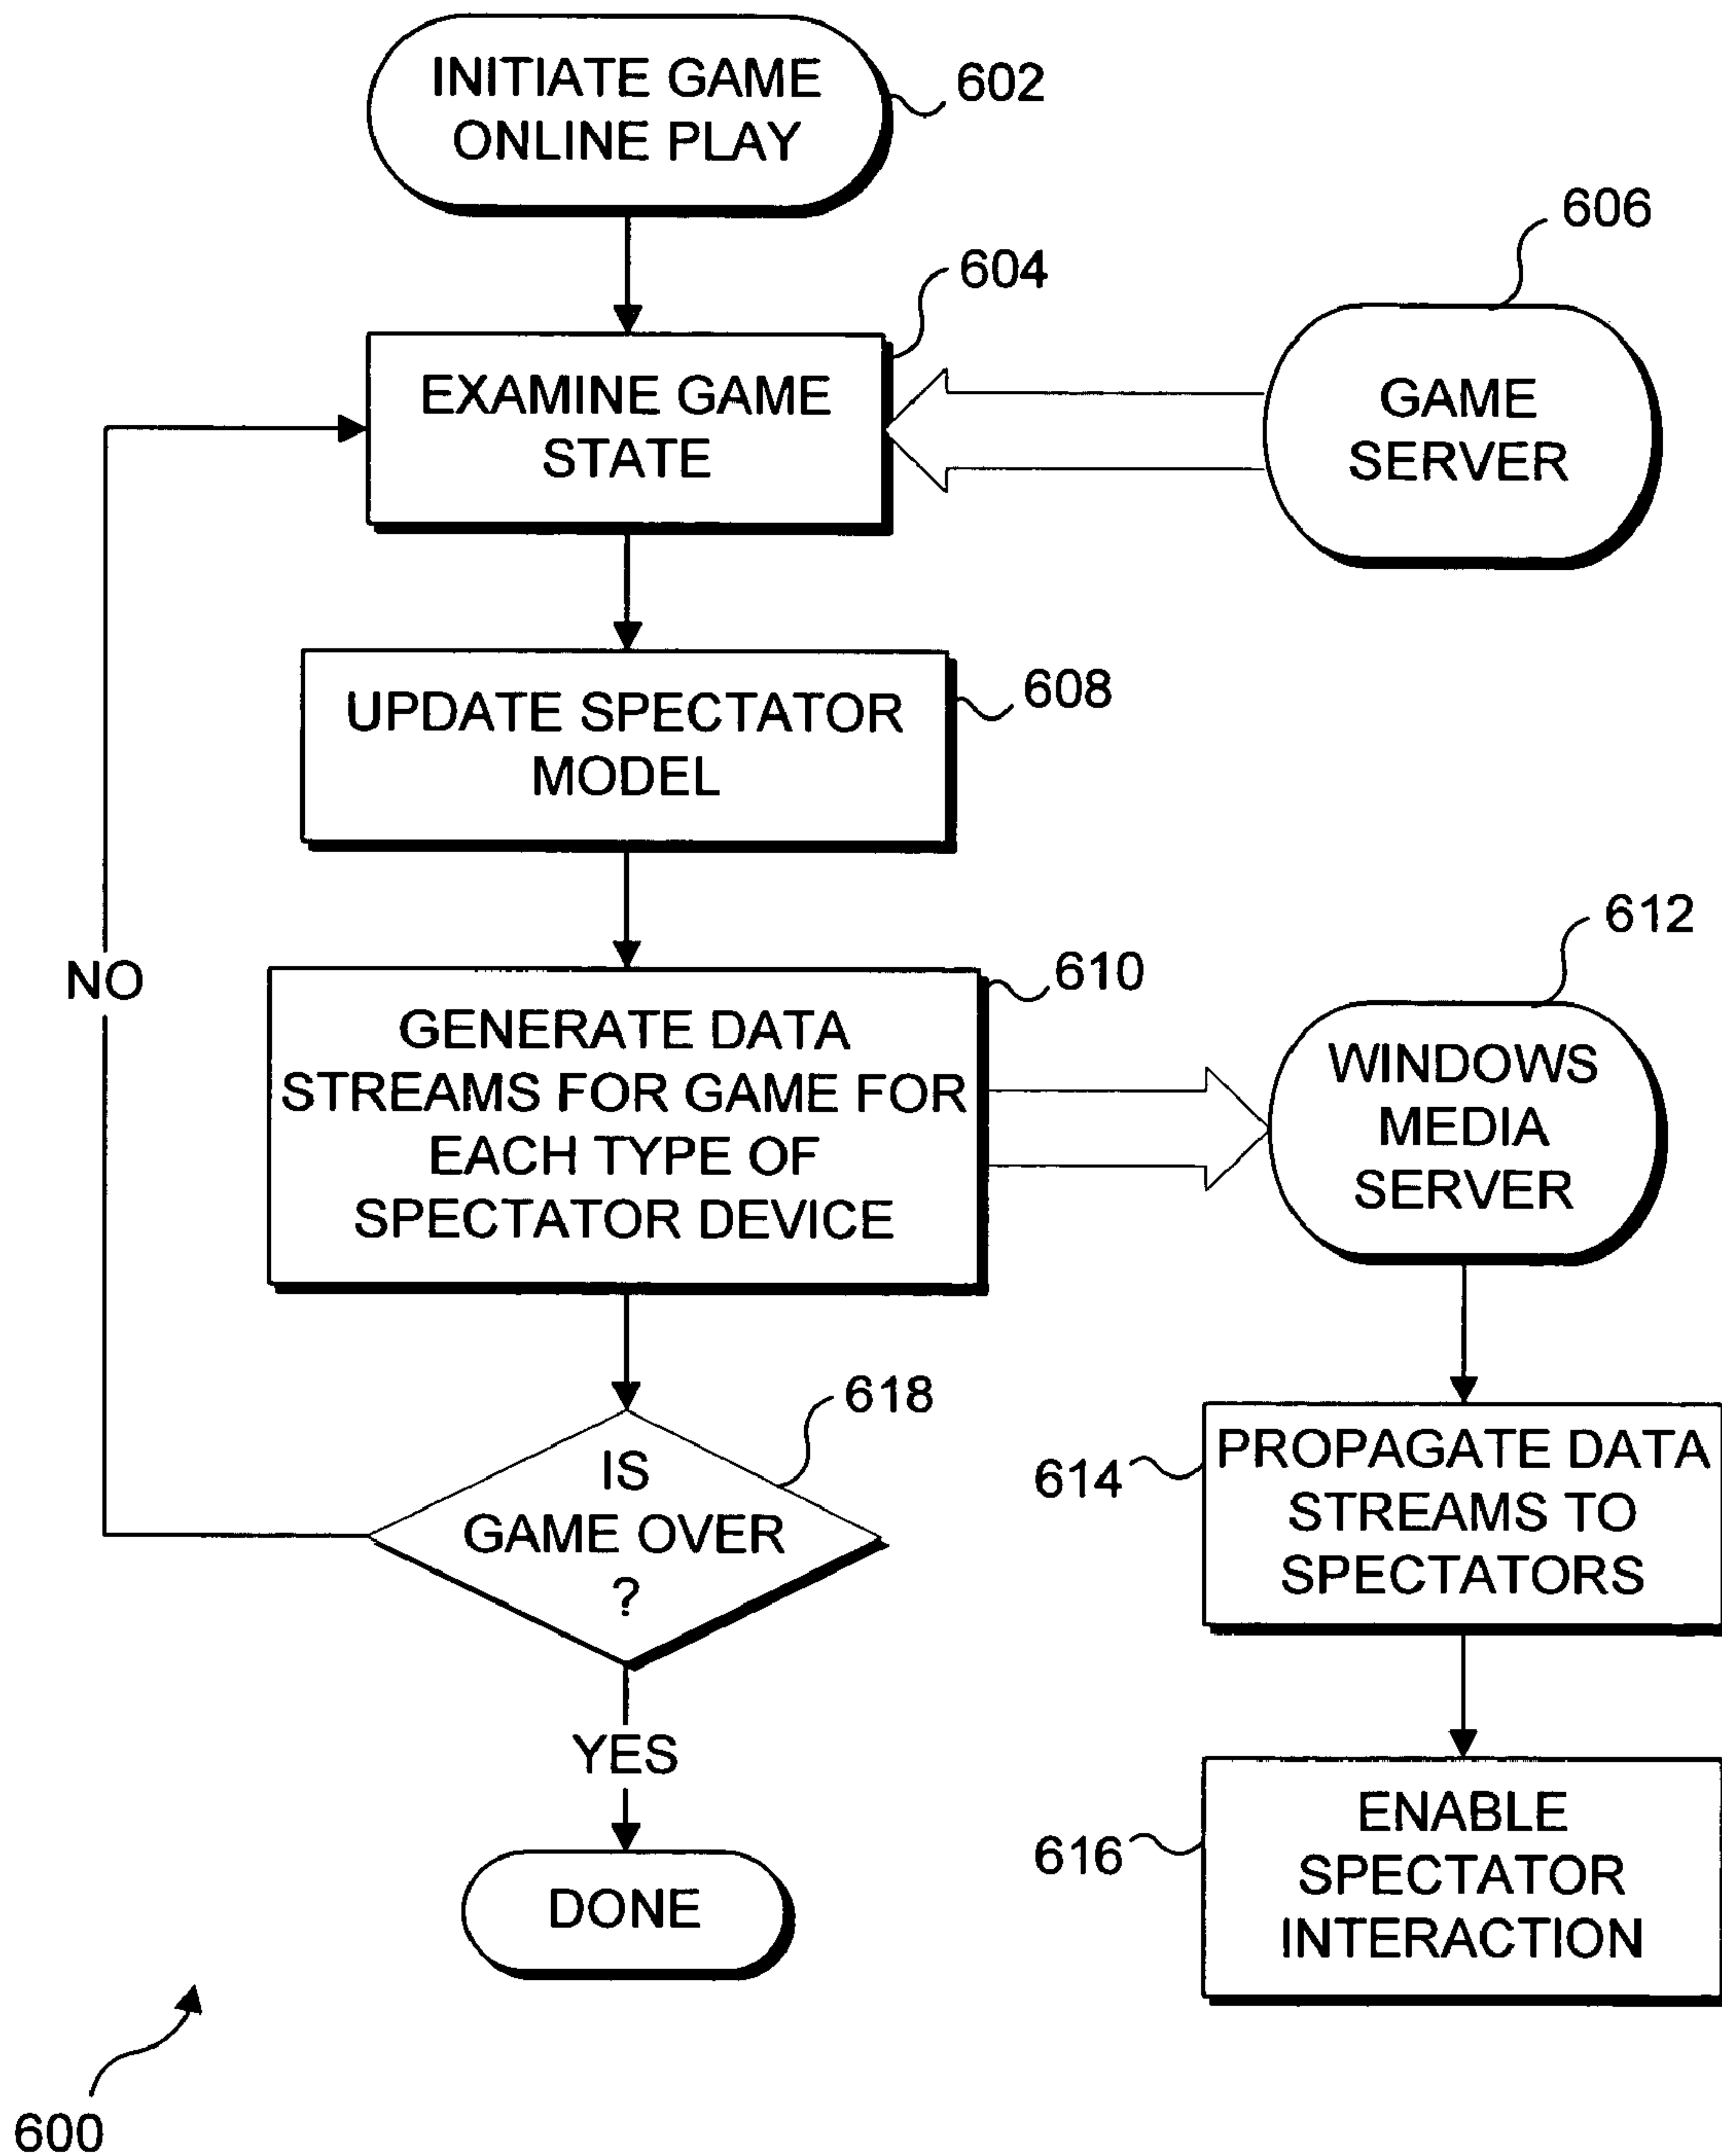 INITIATE GAME
ONLINE PLAY
602
604
606
EXAMINE GAME
STATE
GAME
SERVER
UPDATE SPECTATOR
MODEL
608
NO
610
612
GENERATE DATA
STREAMS FOR GAME FOR
EACH TYPE OF
SPECTATOR DEVICE
WINDOWS
MEDIA
SERVER
618
IS
GAME OVER
?
614
PROPAGATE DATA
STREAMS TO
SPECTATORS
YES
DONE
616
ENABLE
SPECTATOR
INTERACTION
600